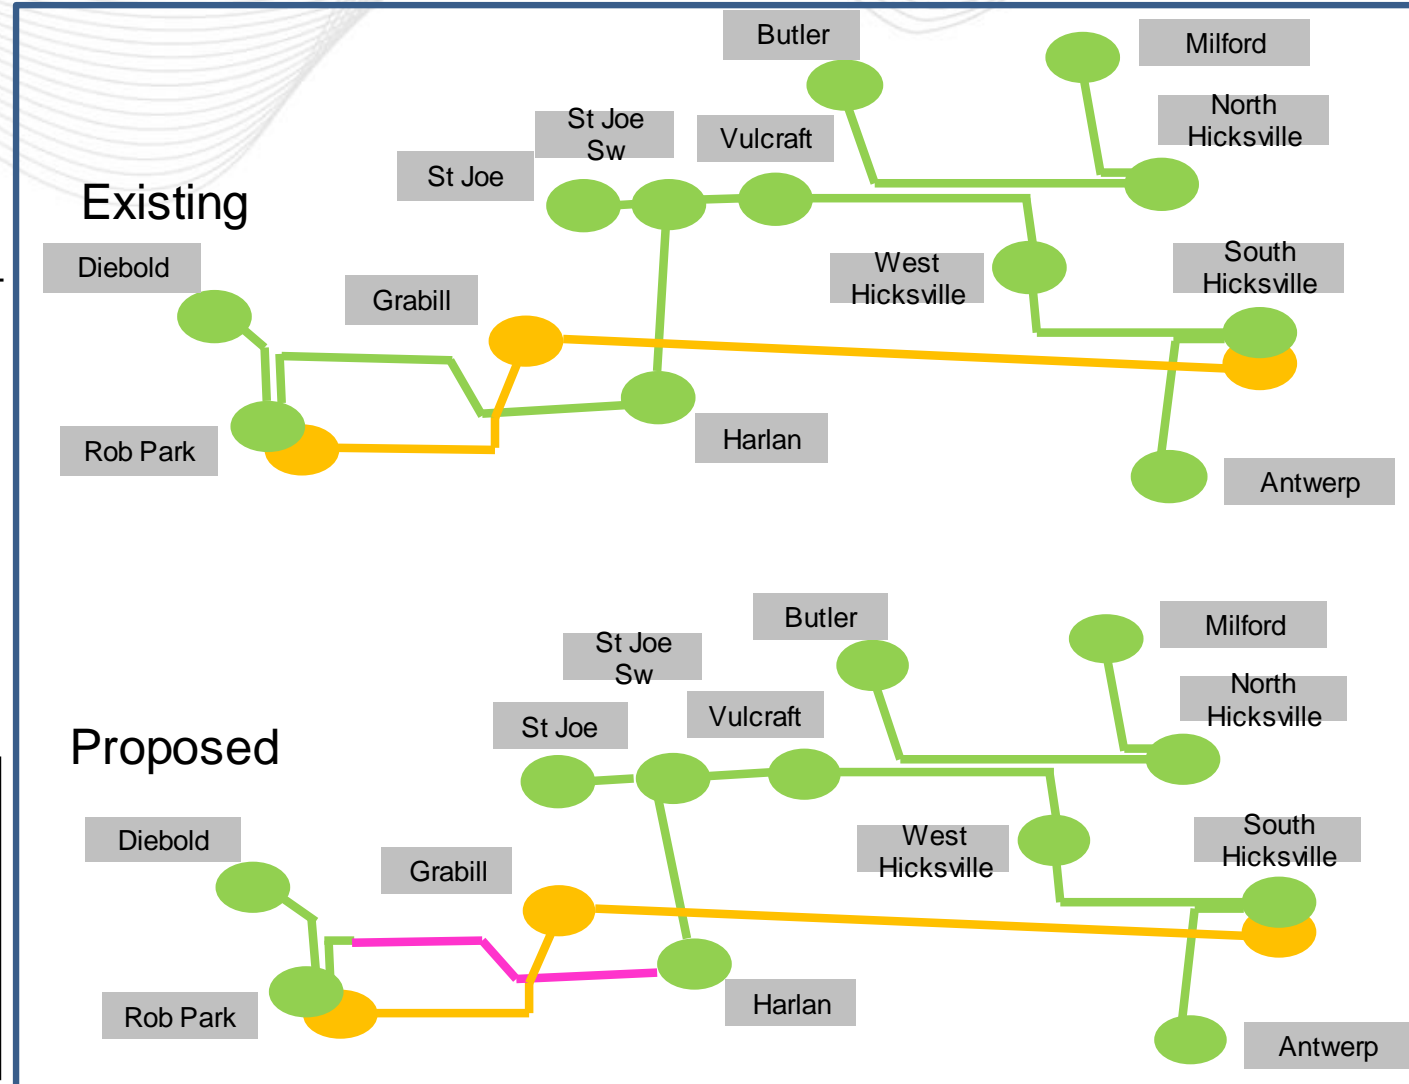 Existing
Butler
Milford
North
Hicksville
St Joe
Sw
Vulcraft
St Joe
Diebold
Grabill
West
Hicksville
South
Hicksville
Rob Park
Harlan
Antwerp
Proposed
Butler
Milford
St Joe
Sw
North
Hicksville
St Joe
Vulcraft
Diebold
Grabill
West
Hicksville
South
Hicksville
Rob Park
Harlan
Antwerp